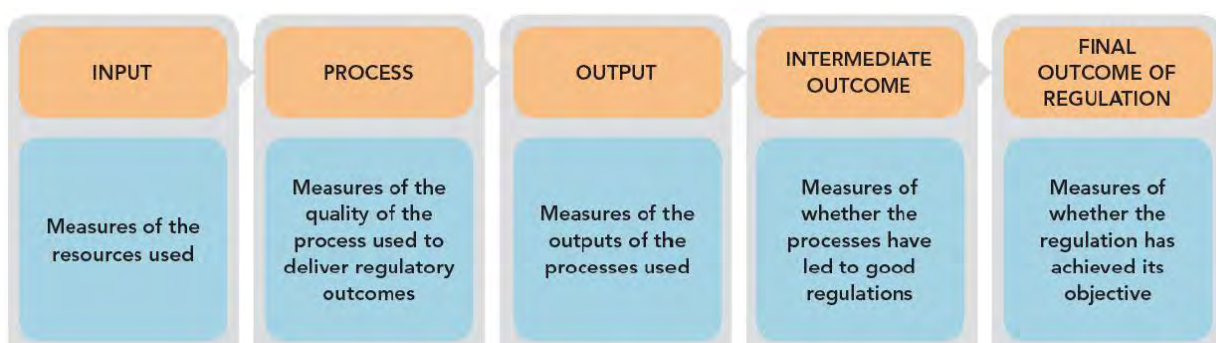 INPUT
PROCESS
OUTPUT
INTERMEDIATE
OUTCOME
FINAL
OUTCOME OF
REGULATION
Measures of the
resources used
Measures of the
quality of the
process used to
deliver regulatory
outcomes
Measures of the
outputs of the
processes used
Measures of
whether the
processes have
led to good
regulations
Measures of
whether the
regulation has
achieved its
objective